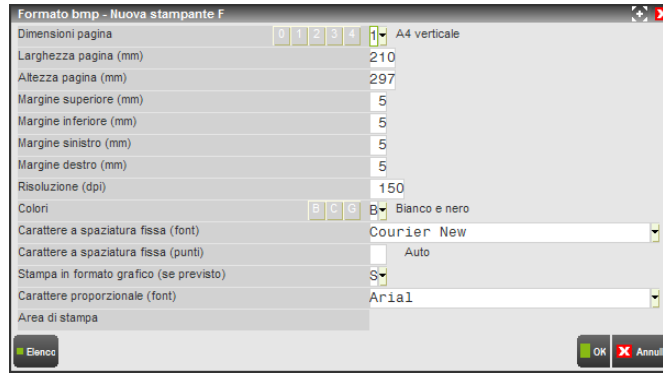 Formato bmp - Nuova stampante F
Dimensioni pagina 0 1 2 3 4 1 A4 verticale
Larghezza pagina (mm) 210
Altezza pagina (mm) 297
Margine superiore (mm) 5
Margine inferiore (mm) 5
Margine sinistro (mm) 5
Margine destro (mm) 5
Risoluzione (dpi) 150
Colori B C G B Bianco e nero
Carattere a spaziatura fissa (font) Courier New
Carattere a spaziatura fissa (punti) Auto
Stampa in formato grafico (se previsto) S
Carattere proporzionale (font) Arial
Area di stampa
Elenco OK Annull